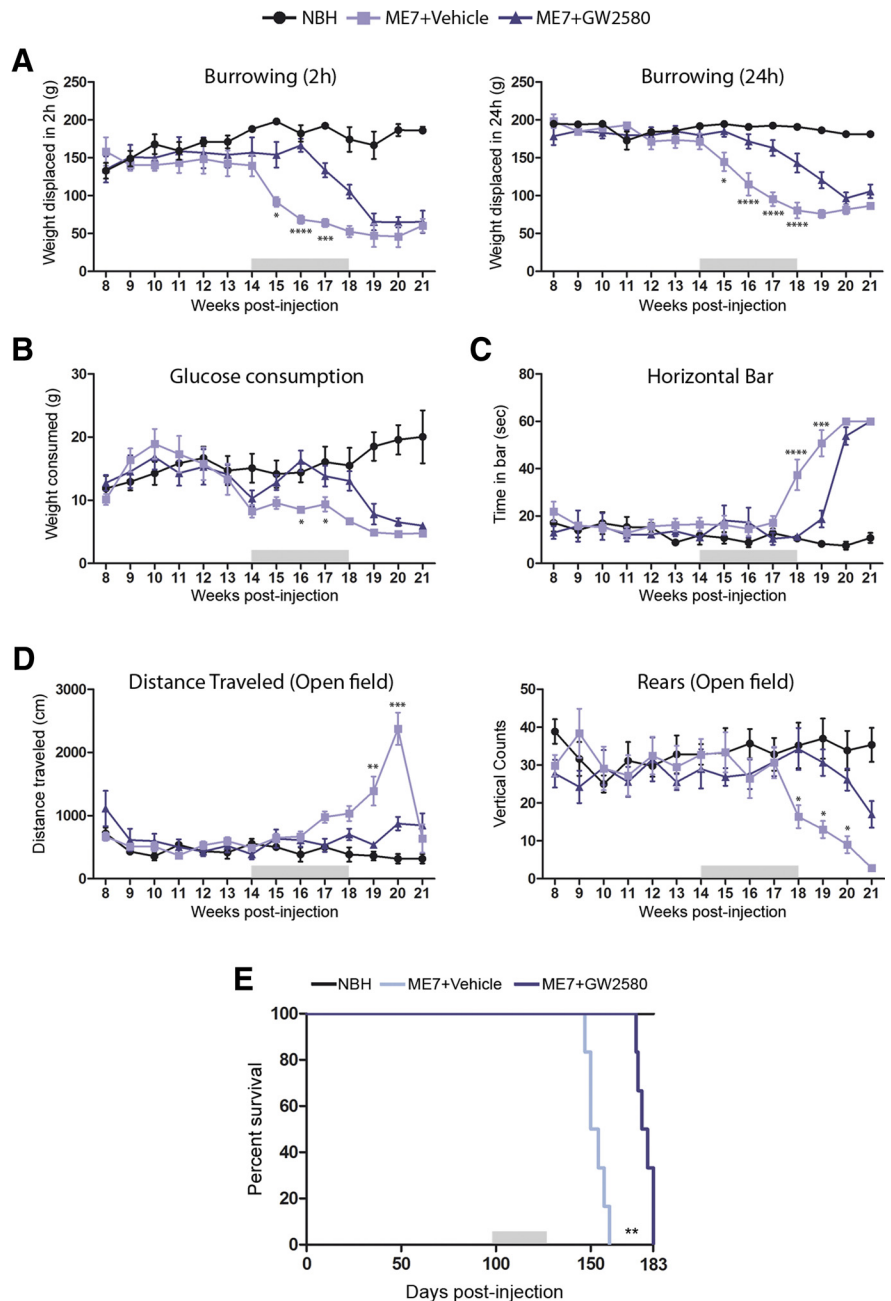 NBH ME7+Vehicle ME7+GW2580
A
Burrowing (2h)
Weight displaced in 2h (g)
250
200
150
100
50
0
* **** ***
8 9 10 11 12 13 14 15 16 17 18 19 20 21
Weeks post-injection
Burrowing (24h)
Weight displaced in 24h (g)
250
200
150
100
50
0
* **** **** ****
8 9 10 11 12 13 14 15 16 17 18 19 20 21
Weeks post-injection
B
Glucose consumption
Weight consumed (g)
30
20
10
0
* *
8 9 10 11 12 13 14 15 16 17 18 19 20 21
Weeks post-injection
C
Horizontal Bar
Time in bar (sec)
80
60
40
20
0
**** ***
8 9 10 11 12 13 14 15 16 17 18 19 20 21
Weeks post-injection
D
Distance Traveled (Open field)
Distance traveled (cm)
3000
2000
1000
0
** ***
8 9 10 11 12 13 14 15 16 17 18 19 20 21
Weeks post-injection
Rears (Open field)
Vertical Counts
50
40
30
20
10
0
* * *
8 9 10 11 12 13 14 15 16 17 18 19 20 21
Weeks post-injection
E
NBH ME7+Vehicle ME7+GW2580
Percent survival
100
80
60
40
20
0
**
0 50 100 150 183
Days post-injection